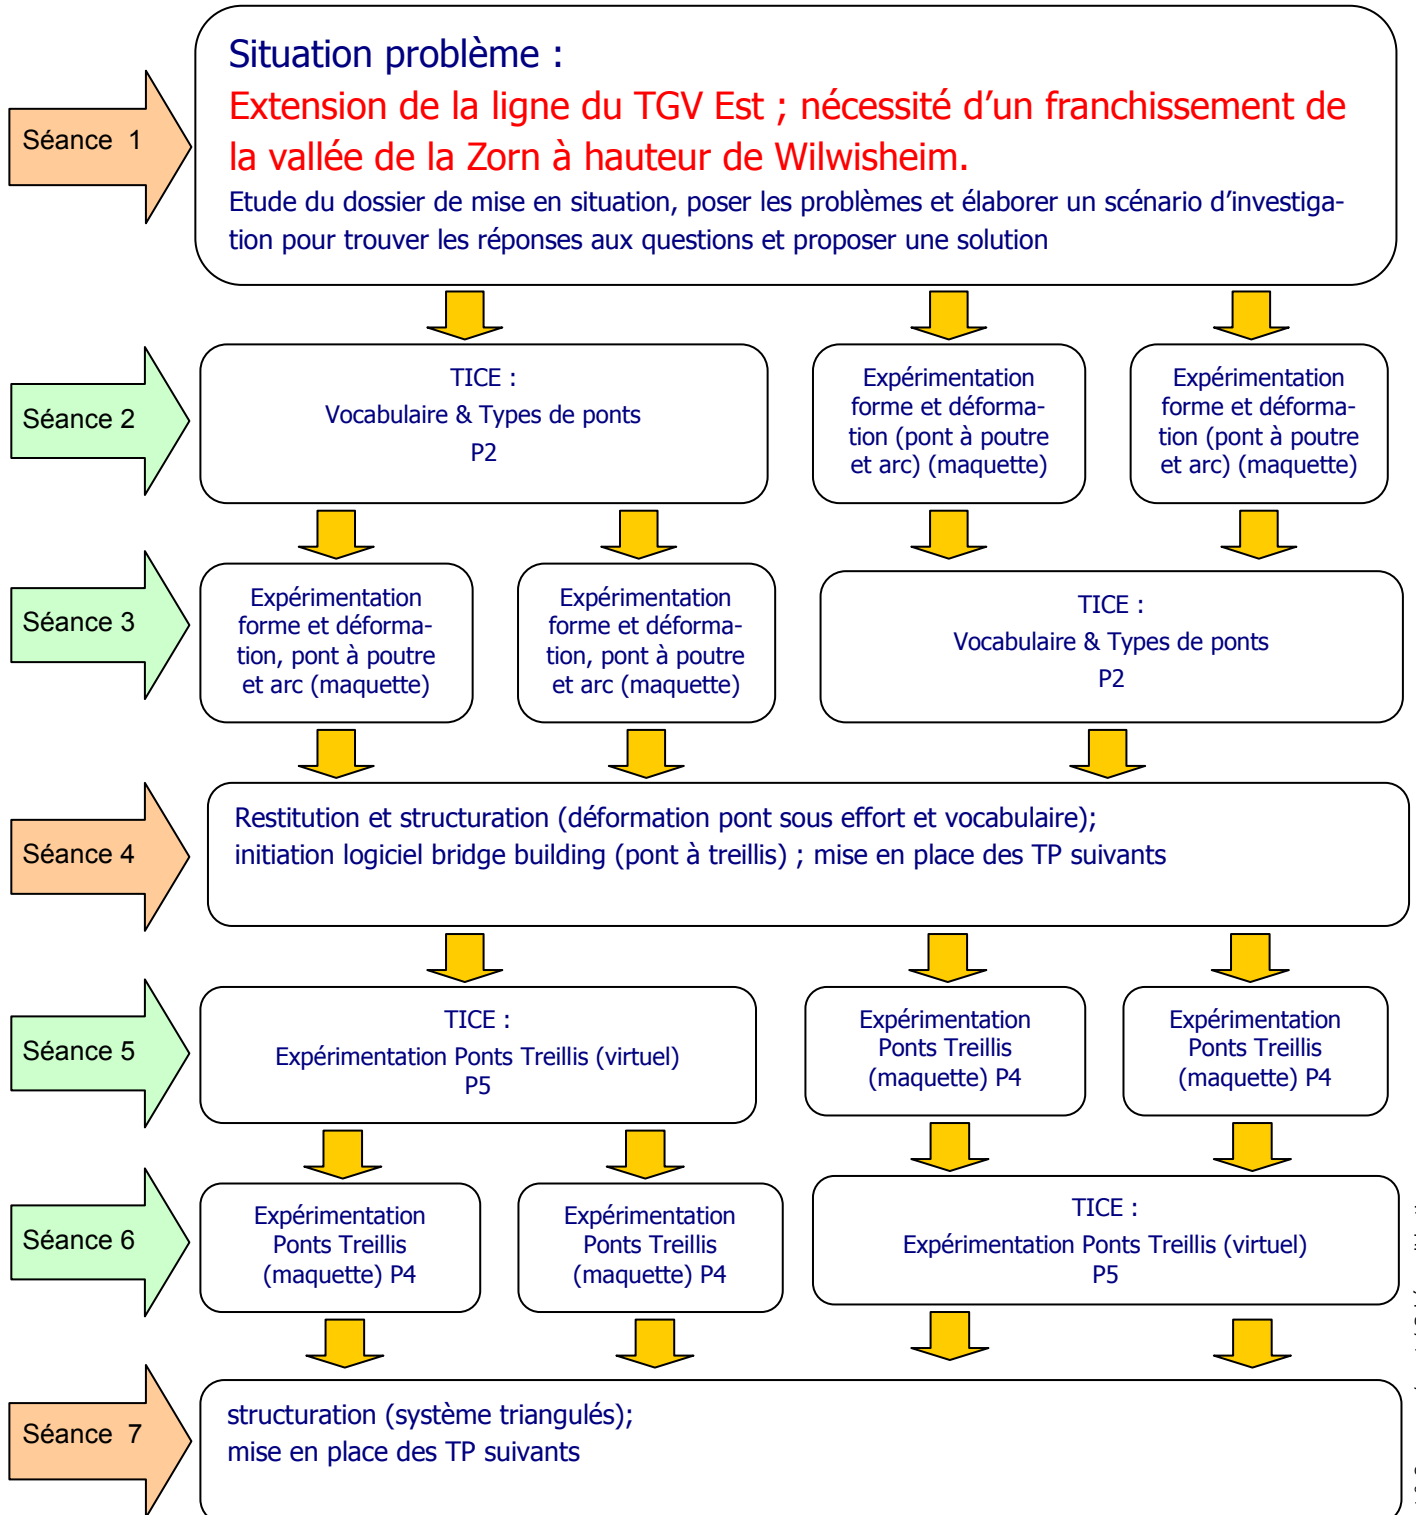 Séance 1
Situation problème :
Extension de la ligne du TGV Est ; nécessité d'un franchissement de
la vallée de la Zorn à hauteur de Wilwisheim.
Etude du dossier de mise en situation, poser les problèmes et élaborer un scénario d'investiga-
tion pour trouver les réponses aux questions et proposer une solution
Séance 2
TICE :
Vocabulaire & Types de ponts
P2
Expérimentation
forme et déforma-
tion (pont à poutre
et arc) (maquette)
Expérimentation
forme et déforma-
tion (pont à poutre
et arc) (maquette)
Séance 3
Expérimentation
forme et déforma-
tion, pont à poutre
et arc (maquette)
Expérimentation
forme et déforma-
tion, pont à poutre
et arc (maquette)
TICE :
Vocabulaire & Types de ponts
P2
Séance 4
Restitution et structuration (déformation pont sous effort et vocabulaire);
initiation logiciel bridge building (pont à treillis) ; mise en place des TP suivants
Séance 5
TICE :
Expérimentation Ponts Treillis (virtuel)
P5
Expérimentation
Ponts Treillis
(maquette) P4
Expérimentation
Ponts Treillis
(maquette) P4
Séance 6
Expérimentation
Ponts Treillis
(maquette) P4
Expérimentation
Ponts Treillis
(maquette) P4
TICE :
Expérimentation Ponts Treillis (virtuel)
P5
Séance 7
structuration (système triangulés);
mise en place des TP suivants